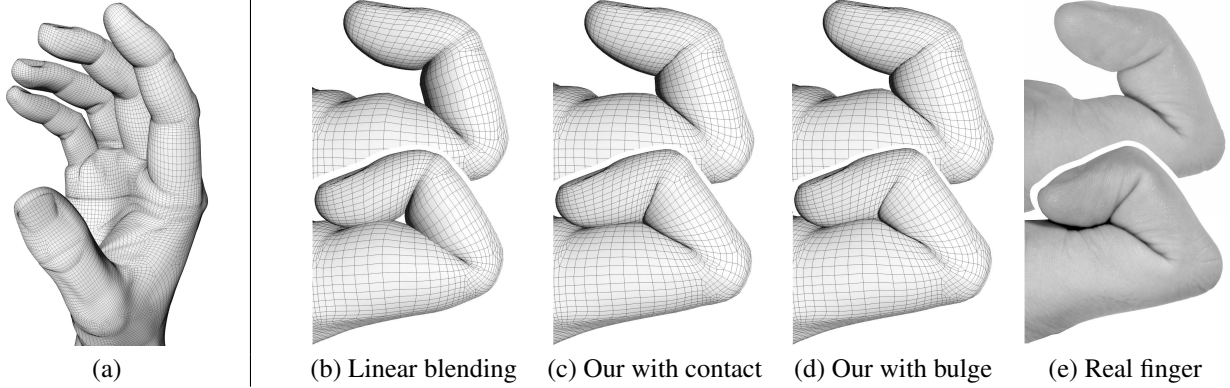 (a)
(b) Linear blending
(c) Our with contact
(d) Our with bulge
(e) Real finger